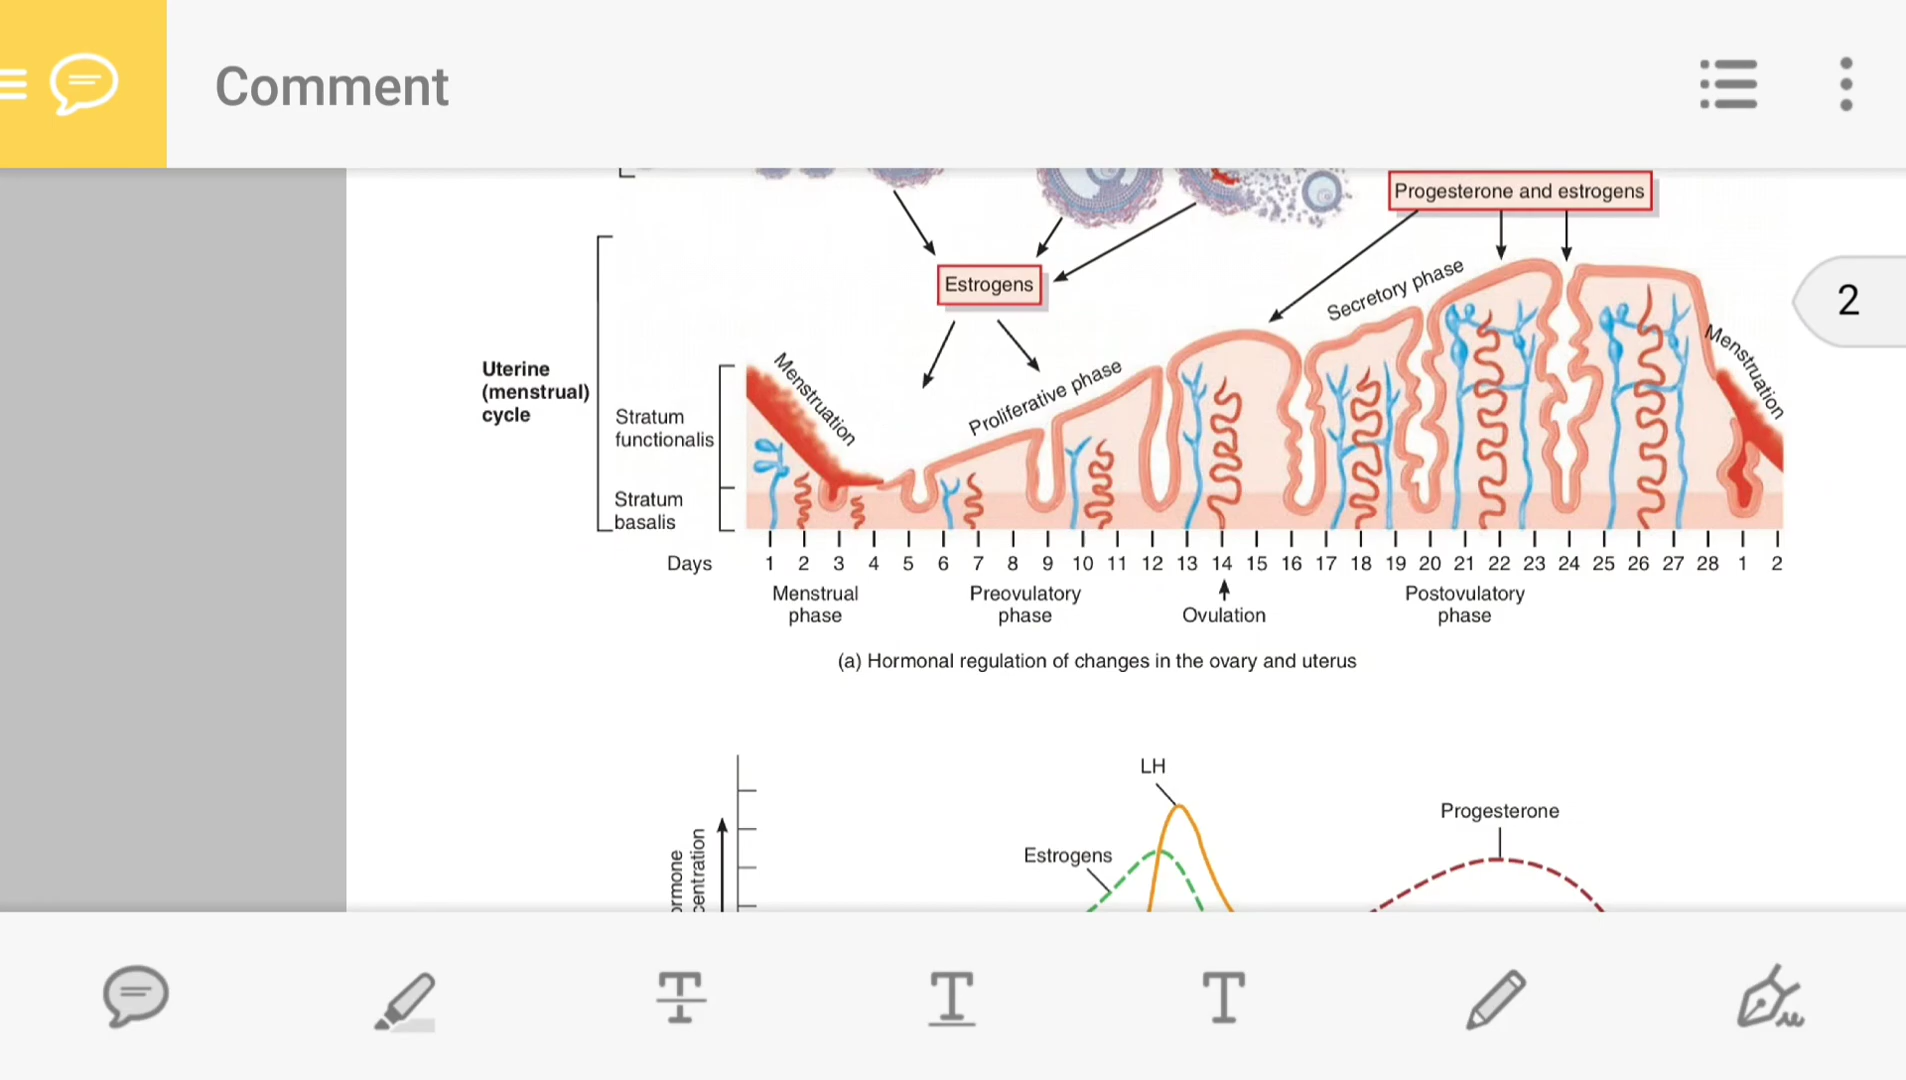 Comment
Progesterone and estrogens
2
Estrogens
Secretory phase
Menstruation
Proliferative phase
Menstruation
Uterine
(menstrual)
cycle
Stratum
functionalis
Stratum
basalis
Days 1 2 3 4 5 6 7 8 9 10 11 12 13 14 15 16 17 18 19 20 21 22 23 24 25 26 27 28 1 2
Menstrual
phase
Preovulatory
phase
Ovulation
Postovulatory
phase
(a) Hormonal regulation of changes in the ovary and uterus
LH
Progesterone
Estrogens
ormone
centration